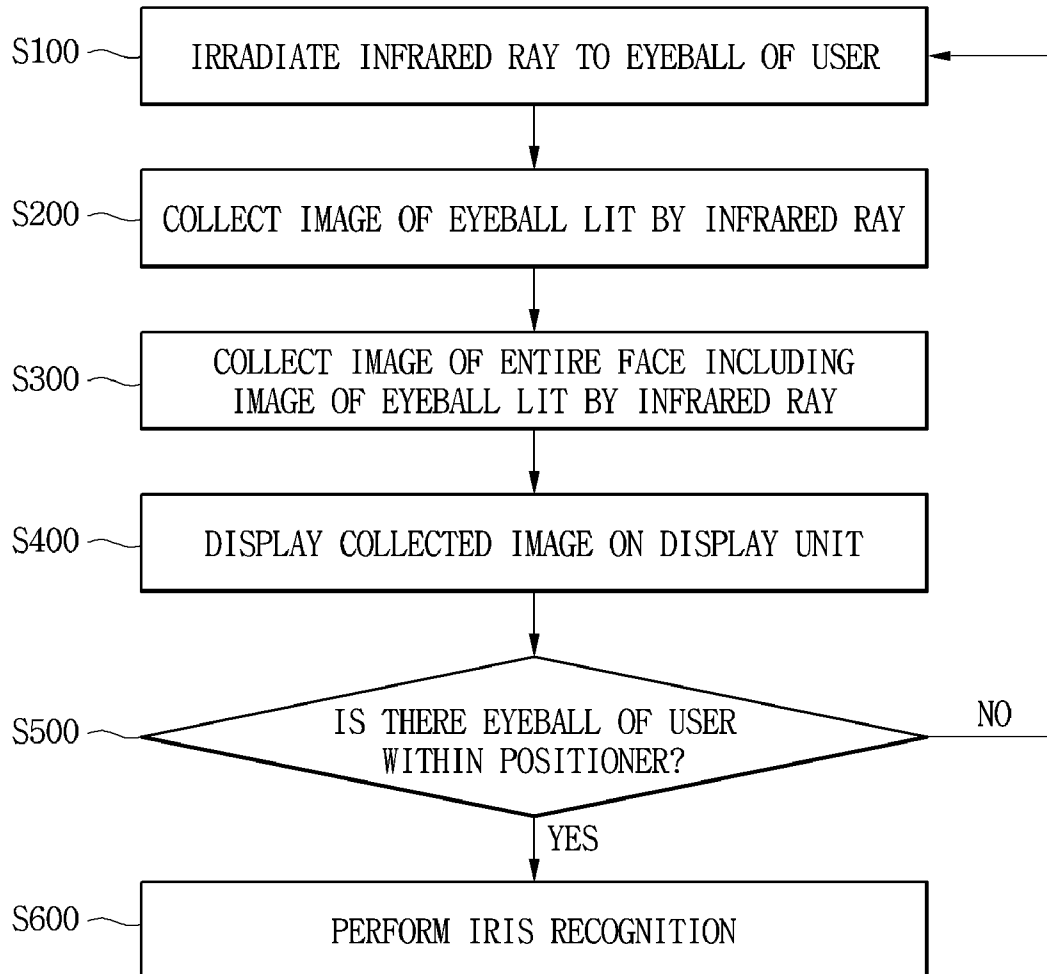 S100
IRRADIATE INFRARED RAY TO EYEBALL OF USER
S200
COLLECT IMAGE OF EYEBALL LIT BY INFRARED RAY
S300
COLLECT IMAGE OF ENTIRE FACE INCLUDING
IMAGE OF EYEBALL LIT BY INFRARED RAY
S400
DISPLAY COLLECTED IMAGE ON DISPLAY UNIT
S500
IS THERE EYEBALL OF USER
WITHIN POSITIONER?
NO
YES
S600
PERFORM IRIS RECOGNITION